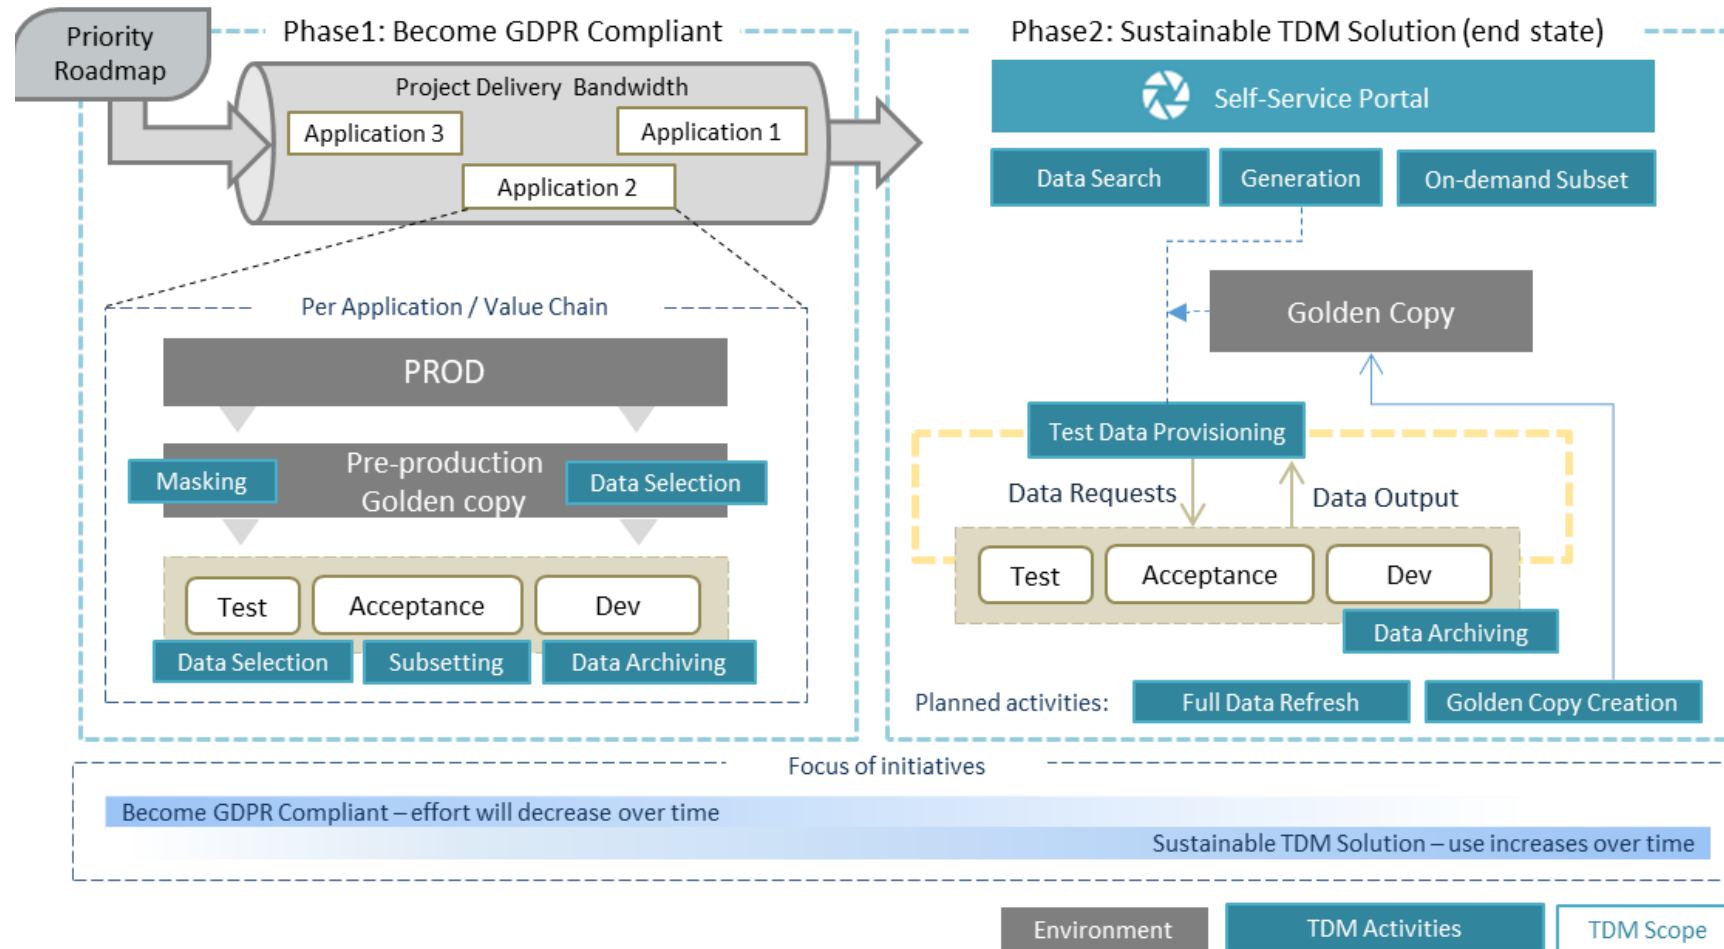 Priority
Roadmap
Phase1: Become GDPR Compliant
Project Delivery Bandwidth
Application 3
Application 1
Application 2
Per Application / Value Chain
PROD
Pre-production
Golden copy
Masking
Data Selection
Test
Acceptance
Dev
Data Selection
Subsetting
Data Archiving
Phase2: Sustainable TDM Solution (end state)
Self-Service Portal
Data Search
Generation
On-demand Subset
Golden Copy
Test Data Provisioning
Data Requests
Data Output
Test
Acceptance
Dev
Data Archiving
Planned activities:
Full Data Refresh
Golden Copy Creation
Focus of initiatives
Become GDPR Compliant – effort will decrease over time
Sustainable TDM Solution – use increases over time
Environment
TDM Activities
TDM Scope